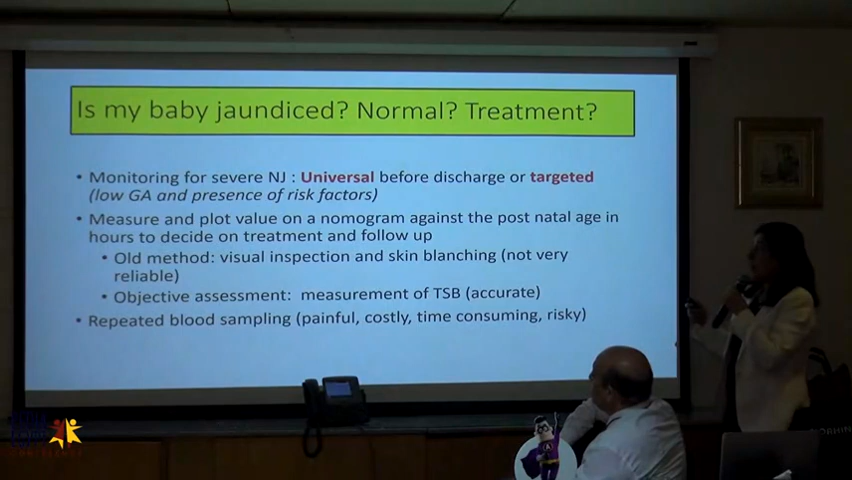 Is my baby jaundiced? Normal? Treatment?
• Monitoring for severe NJ : Universal before discharge or targeted
(low GA and presence of risk factors)
• Measure and plot value on a nomogram against the post natal age in
hours to decide on treatment and follow up
• Old method: visual inspection and skin blanching (not very
reliable)
• Objective assessment: measurement of TSB (accurate)
• Repeated blood sampling (painful, costly, time consuming, risky)